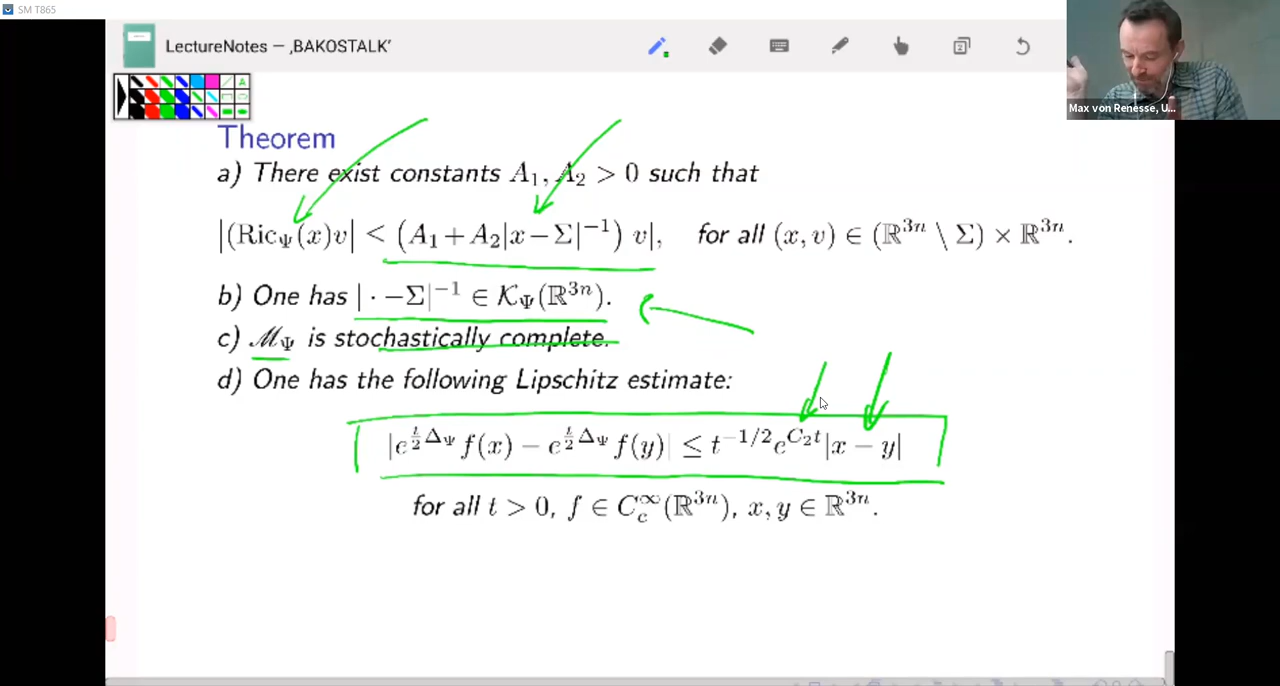 SM T865
LectureNotes – ‚BAKOSTALK’
Max von Renesse, U...
Theorem
a) There exist constants A₁, A₂ > 0 such that
|(Ric_Ψ(x)v| < (A₁ + A₂|x − Σ|⁻¹) v|, for all (x, v) ∈ (ℝ³ⁿ \ Σ) × ℝ³ⁿ.
b) One has | · −Σ|⁻¹ ∈ 𝒦_Ψ(ℝ³ⁿ).
c) ℳ_Ψ is stochastically complete.
d) One has the following Lipschitz estimate:
|e^{t/2 Δ_Ψ} f(x) − e^{t/2 Δ_Ψ} f(y)| ≤ t^{−1/2} e^{C₂t} |x − y|
for all t > 0, f ∈ C_c^∞(ℝ³ⁿ), x, y ∈ ℝ³ⁿ.